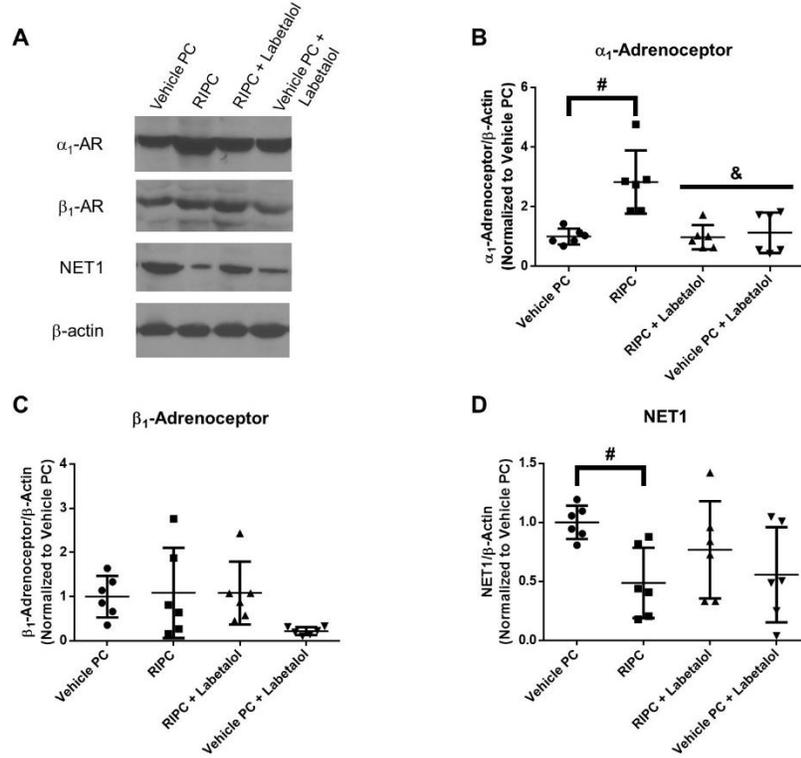 A
Vehicle PC
RIPC
RIPC + Labetalol
Vehicle PC +
Labetalol
α1-AR
β1-AR
NET1
β-actin
B
α1-Adrenoceptor
α1-Adrenoceptor/β-Actin
(Normalized to Vehicle PC)
6
4
2
0
#
&
Vehicle PC
RIPC
RIPC + Labetalol
Vehicle PC + Labetalol
C
β1-Adrenoceptor
β1-Adrenoceptor/β-Actin
(Normalized to Vehicle PC)
4
3
2
1
0
Vehicle PC
RIPC
RIPC + Labetalol
Vehicle PC + Labetalol
D
NET1
NET1/β-Actin
(Normalized to Vehicle PC)
1.5
1.0
0.5
0.0
#
Vehicle PC
RIPC
RIPC + Labetalol
Vehicle PC + Labetalol